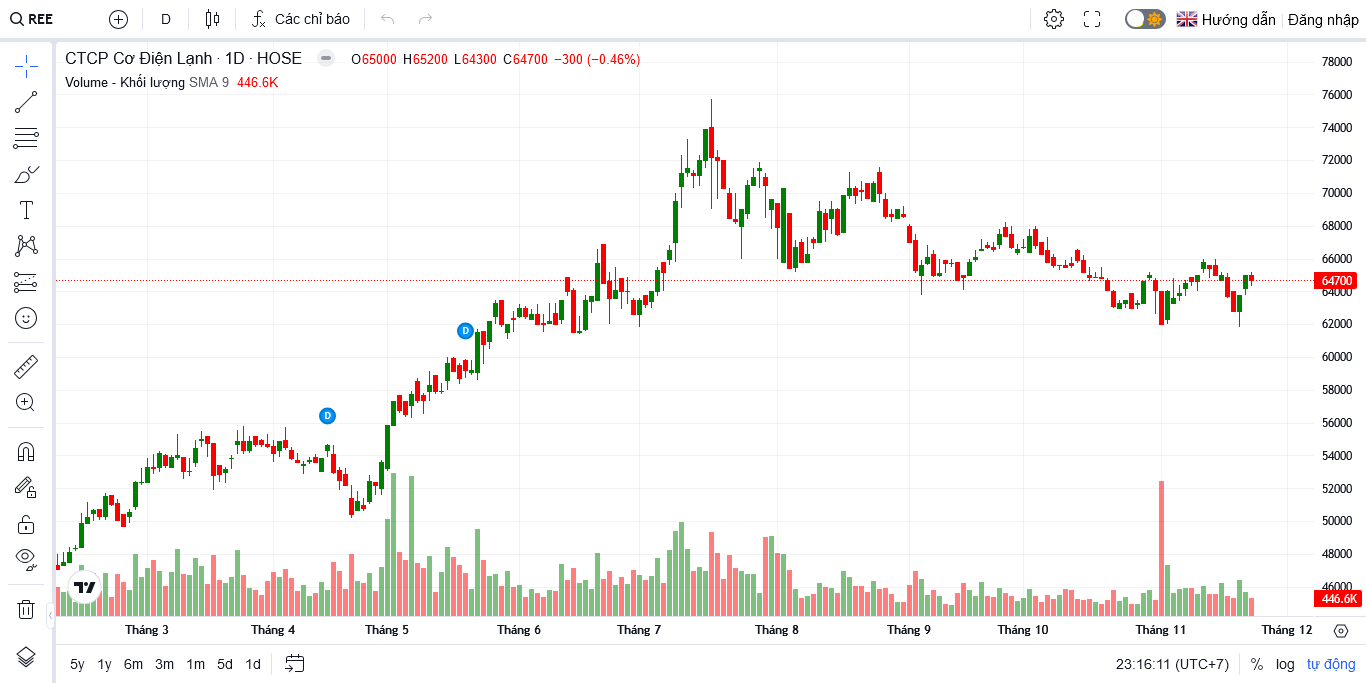 REE D Các chỉ báo Hướng dẫn Đăng nhập
CTCP Cơ Điện Lạnh · 1D · HOSE O65000 H65200 L64300 C64700 −300 (−0.46%)
Volume - Khối lượng SMA 9 446.6K
78000
76000
74000
72000
70000
68000
66000
64700
64000
62000
60000
58000
56000
54000
52000
50000
48000
46000
446.6K
D
D
Tháng 3 Tháng 4 Tháng 5 Tháng 6 Tháng 7 Tháng 8 Tháng 9 Tháng 10 Tháng 11 Tháng 12
5y 1y 6m 3m 1m 5d 1d 23:16:11 (UTC+7) % log tự động